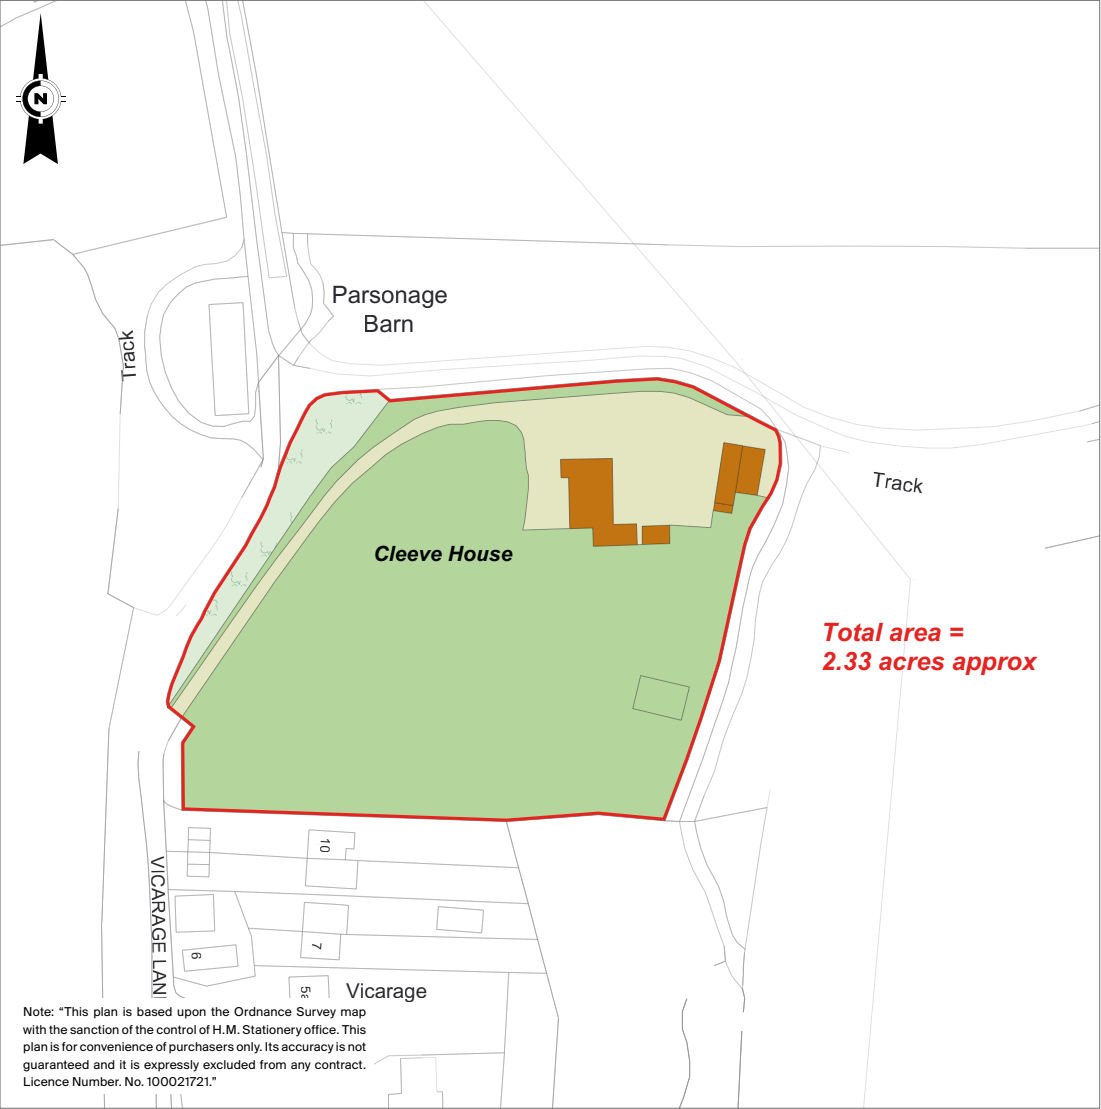 N
Parsonage
Barn
Track
Track
Cleeve House
Total area =
2.33 acres approx
10
VICARAGE LAN
7
6
Vicarage
Note: “This plan is based upon the Ordnance Survey map
with the sanction of the control of H.M. Stationery office. This
plan is for convenience of purchasers only. Its accuracy is not
guaranteed and it is expressly excluded from any contract.
Licence Number. No. 100021721.”